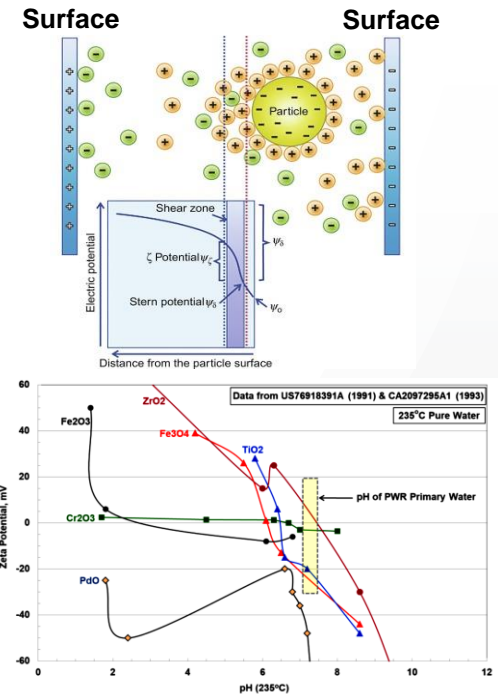 Surface
Surface
Particle
Shear zone
ζ Potential ψζ
Stern potential ψδ
ψδ
ψ0
Electric potential
Distance from the particle surface
Data from US76918391A (1991) & CA2097295A1 (1993)
235°C Pure Water
ZrO2
Fe2O3
Fe3O4
TiO2
pH of PWR Primary Water
Cr2O3
PdO
Zeta Potential, mV
60
40
20
0
-20
-40
-60
0 2 4 6 8 10 12
pH (235°C)